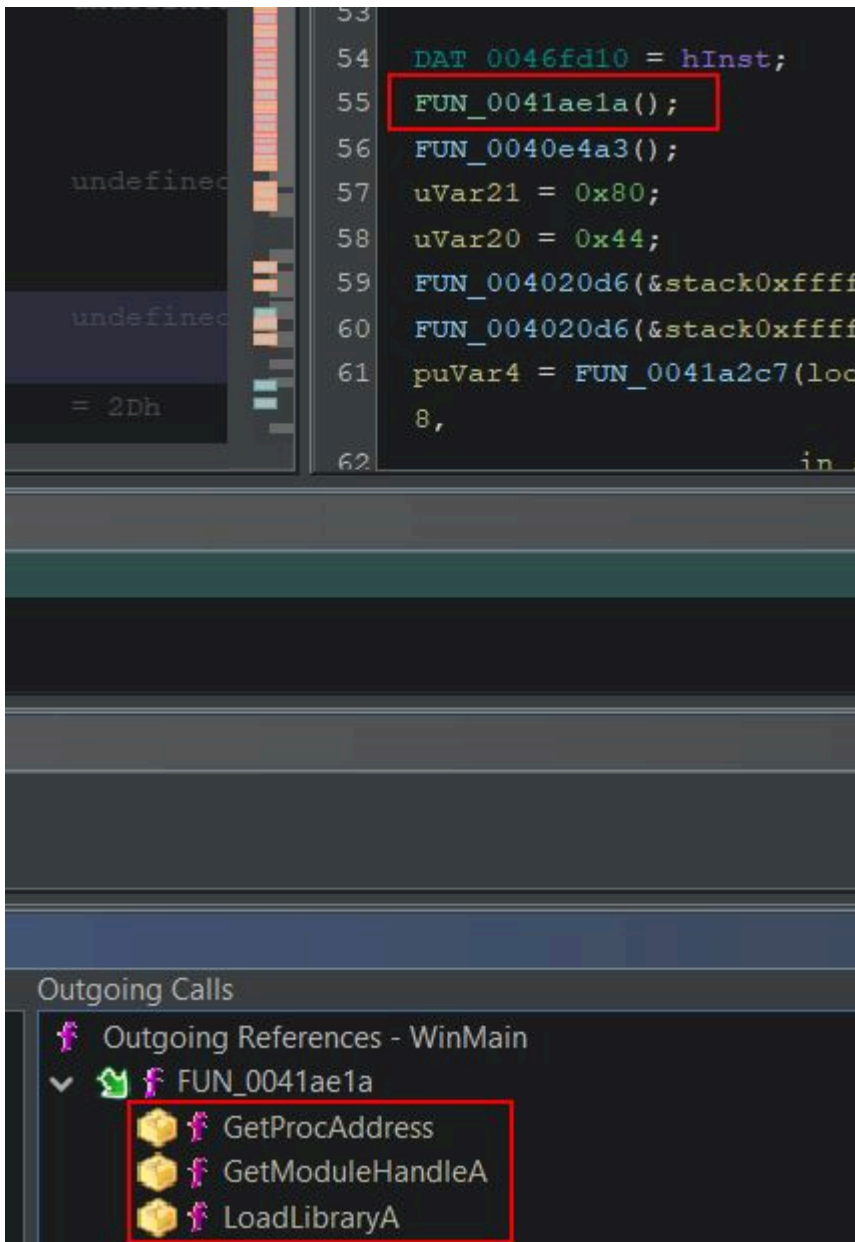 53
54 DAT_0046fd10 = hInst;
55 FUN_0041ae1a();
56 FUN_0040e4a3();
undefined
57 uVar21 = 0x80;
58 uVar20 = 0x44;
59 FUN_004020d6(&stack0xffff
undefined
60 FUN_004020d6(&stack0xffff
61 puVar4 = FUN_0041a2c7(loc
= 2Dh
8,
62 in
Outgoing Calls
Outgoing References - WinMain
FUN_0041ae1a
GetProcAddress
GetModuleHandleA
LoadLibraryA